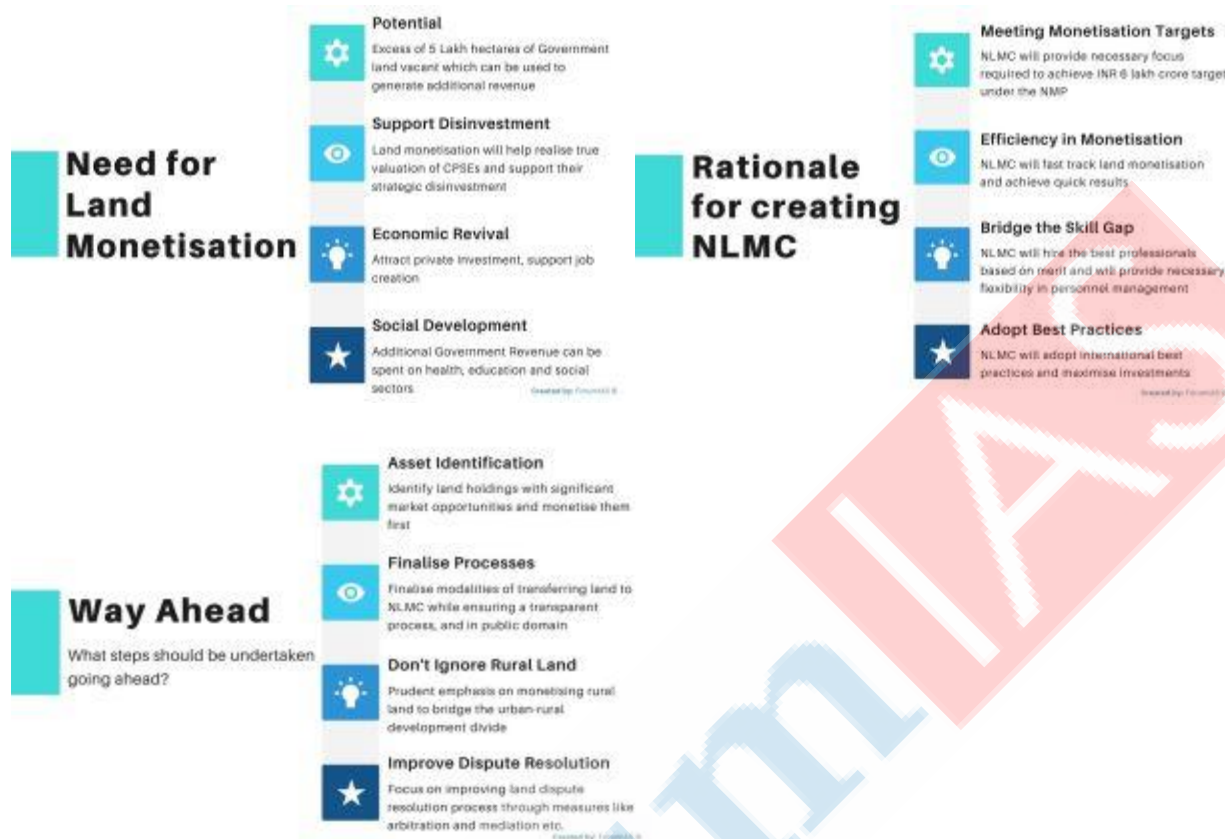 Need for
Land
Monetisation
Potential
Excess of 5 Lakh hectares of Government
land vacant which can be used to
generate additional revenue
Support Disinvestment
Land monetisation will help realise true
valuation of CPSEs and support their
strategic disinvestment
Economic Revival
Attract private investment, support job
creation
Social Development
Additional Government Revenue can be
spent on health, education and social
sectors
Created by: ForumIAS ©
Rationale
for creating
NLMC
Meeting Monetisation Targets
NLMC will provide necessary focus
required to achieve INR 6 lakh crore target
under the NMP
Efficiency in Monetisation
NLMC will fast track land monetisation
and achieve quick results
Bridge the Skill Gap
NLMC will hire the best professionals
based on merit and will provide necessary
flexibility in personnel management
Adopt Best Practices
NLMC will adopt international best
practices and maximise investments
Created by:
Way Ahead
What steps should be undertaken
going ahead?
Asset Identification
Identify land holdings with significant
market opportunities and monetise them
first
Finalise Processes
Finalise modalities of transferring land to
NLMC while ensuring a transparent
process, and in public domain
Don't Ignore Rural Land
Prudent emphasis on monetising rural
land to bridge the urban-rural
development divide
Improve Dispute Resolution
Focus on improving land dispute
resolution process through measures like
arbitration and mediation etc.
Created by:
mIAS